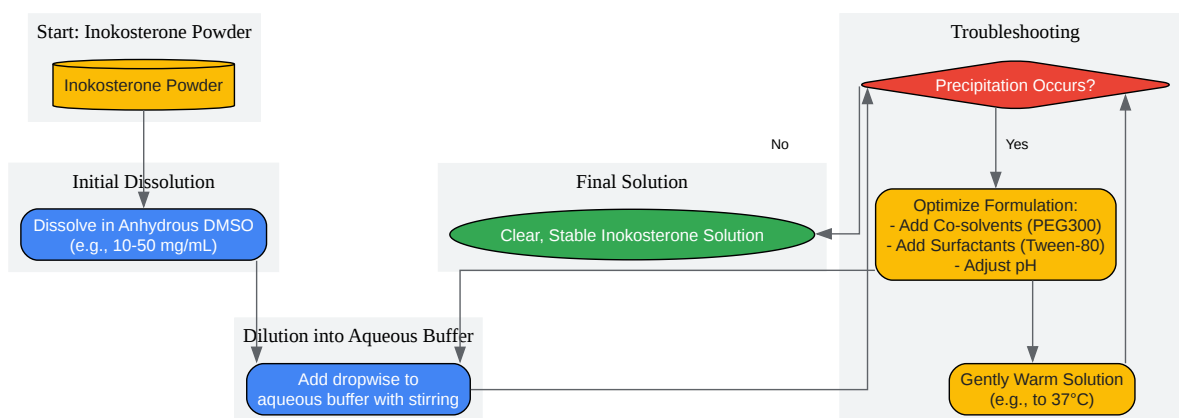 Start: Inokosterone Powder
Inokosterone Powder
Initial Dissolution
Dissolve in Anhydrous DMSO
(e.g., 10-50 mg/mL)
Dilution into Aqueous Buffer
Add dropwise to
aqueous buffer with stirring
Final Solution
Clear, Stable Inokosterone Solution
No
Troubleshooting
Precipitation Occurs?
Yes
Optimize Formulation:
- Add Co-solvents (PEG300)
- Add Surfactants (Tween-80)
- Adjust pH
Gently Warm Solution
(e.g., to 37°C)